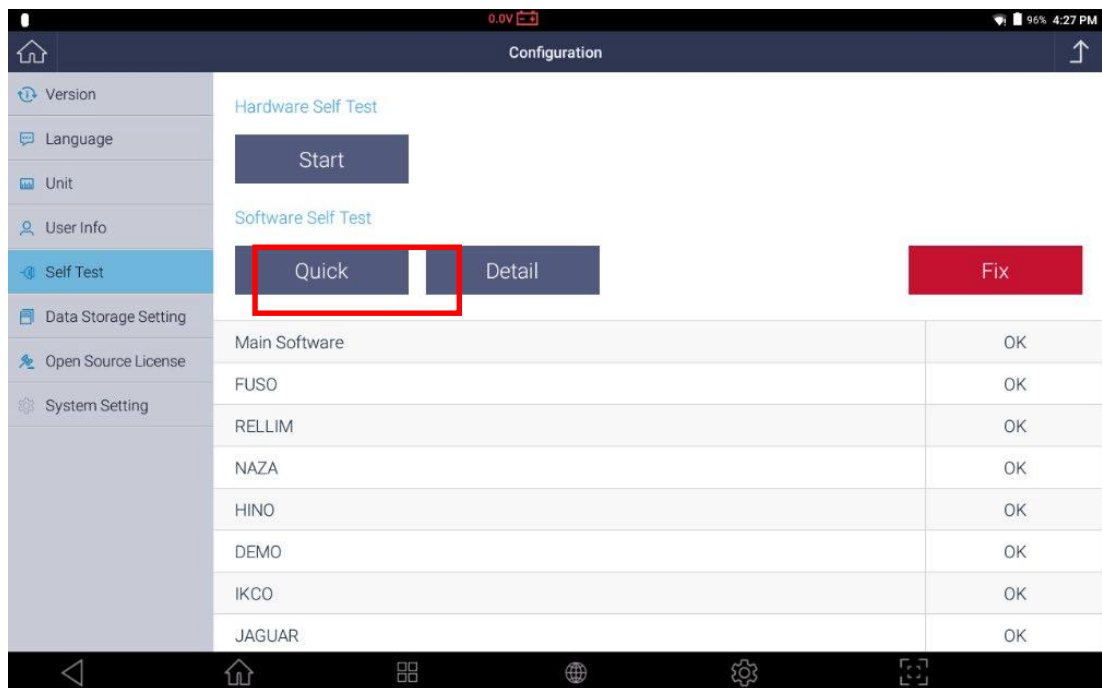 0.0V
96% 4:27 PM
Configuration
Version
Language
Unit
User Info
Self Test
Data Storage Setting
Open Source License
System Setting
Hardware Self Test
Start
Software Self Test
Quick Detail Fix
Main Software OK
FUSO OK
RELLIM OK
NAZA OK
HINO OK
DEMO OK
IKCO OK
JAGUAR OK